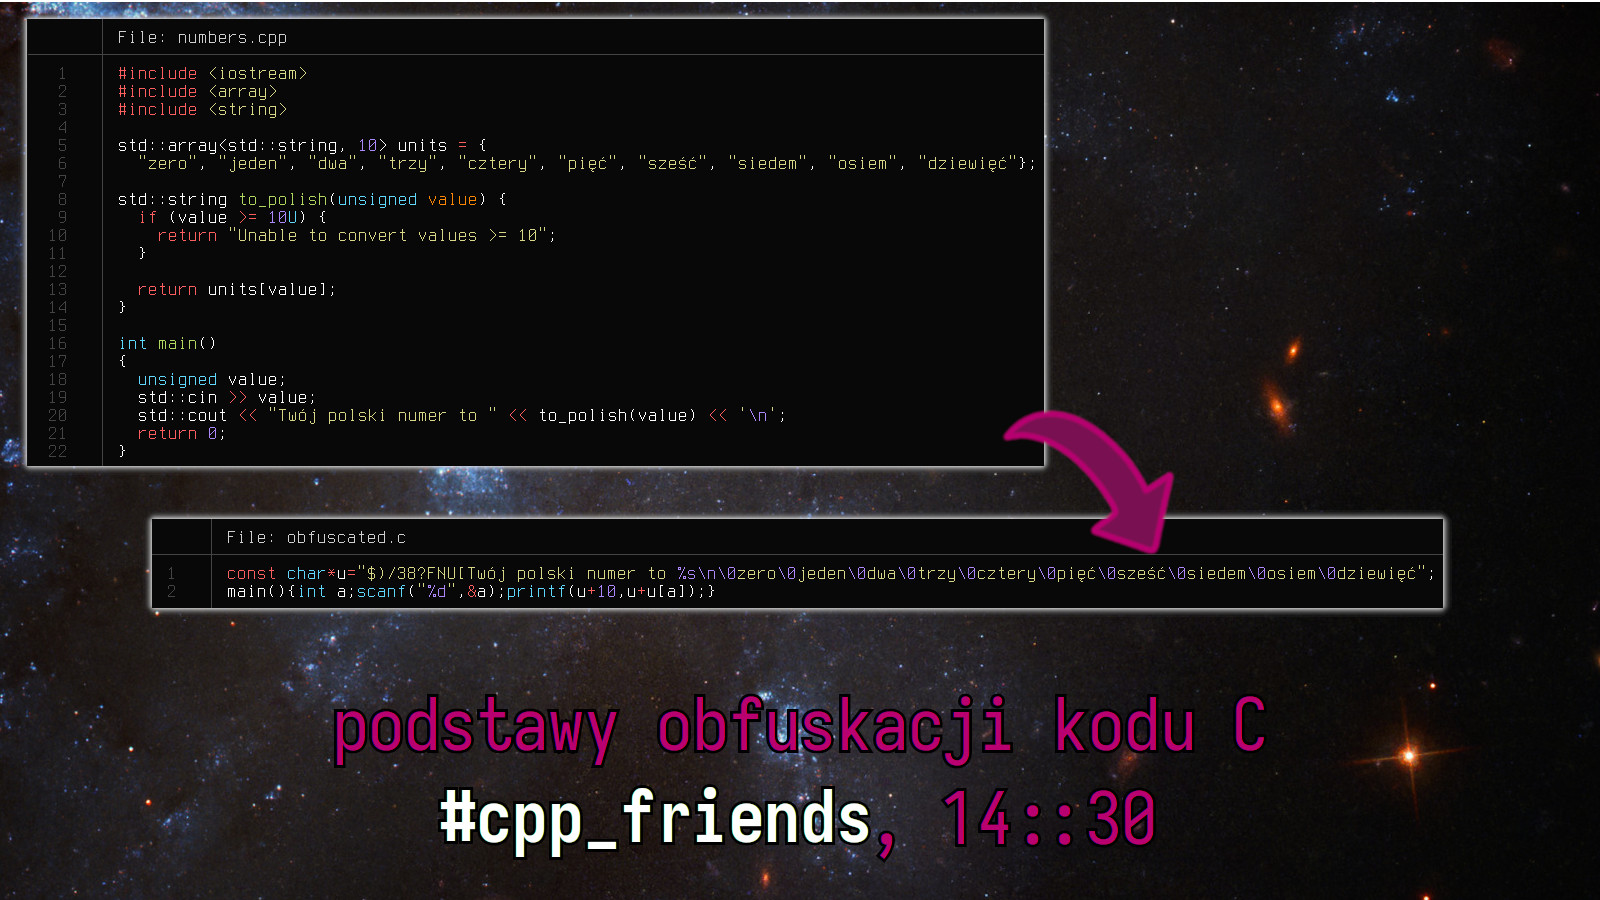 File: numbers.cpp
1 #include <iostream>
2 #include <array>
3 #include <string>
4
5 std::array<std::string, 10> units = {
6   "zero", "jeden", "dwa", "trzy", "cztery", "pięć", "sześć", "siedem", "osiem", "dziewięć"};
7
8 std::string to_polish(unsigned value) {
9   if (value >= 10U) {
10     return "Unable to convert values >= 10";
11   }
12
13   return units[value];
14 }
15
16 int main()
17 {
18   unsigned value;
19   std::cin >> value;
20   std::cout << "Twój polski numer to " << to_polish(value) << '\n';
21   return 0;
22 }
File: obfuscated.c
1 const char*u="$)/38?FNU[Twój polski numer to %s\n\0zero\0jeden\0dwa\0trzy\0cztery\0pięć\0sześć\0siedem\0osiem\0dziewięć";
2 main(){int a;scanf("%d",&a);printf(u+10,u+u[a]);}
podstawy obfuskacji kodu C
#cpp_friends, 14::30